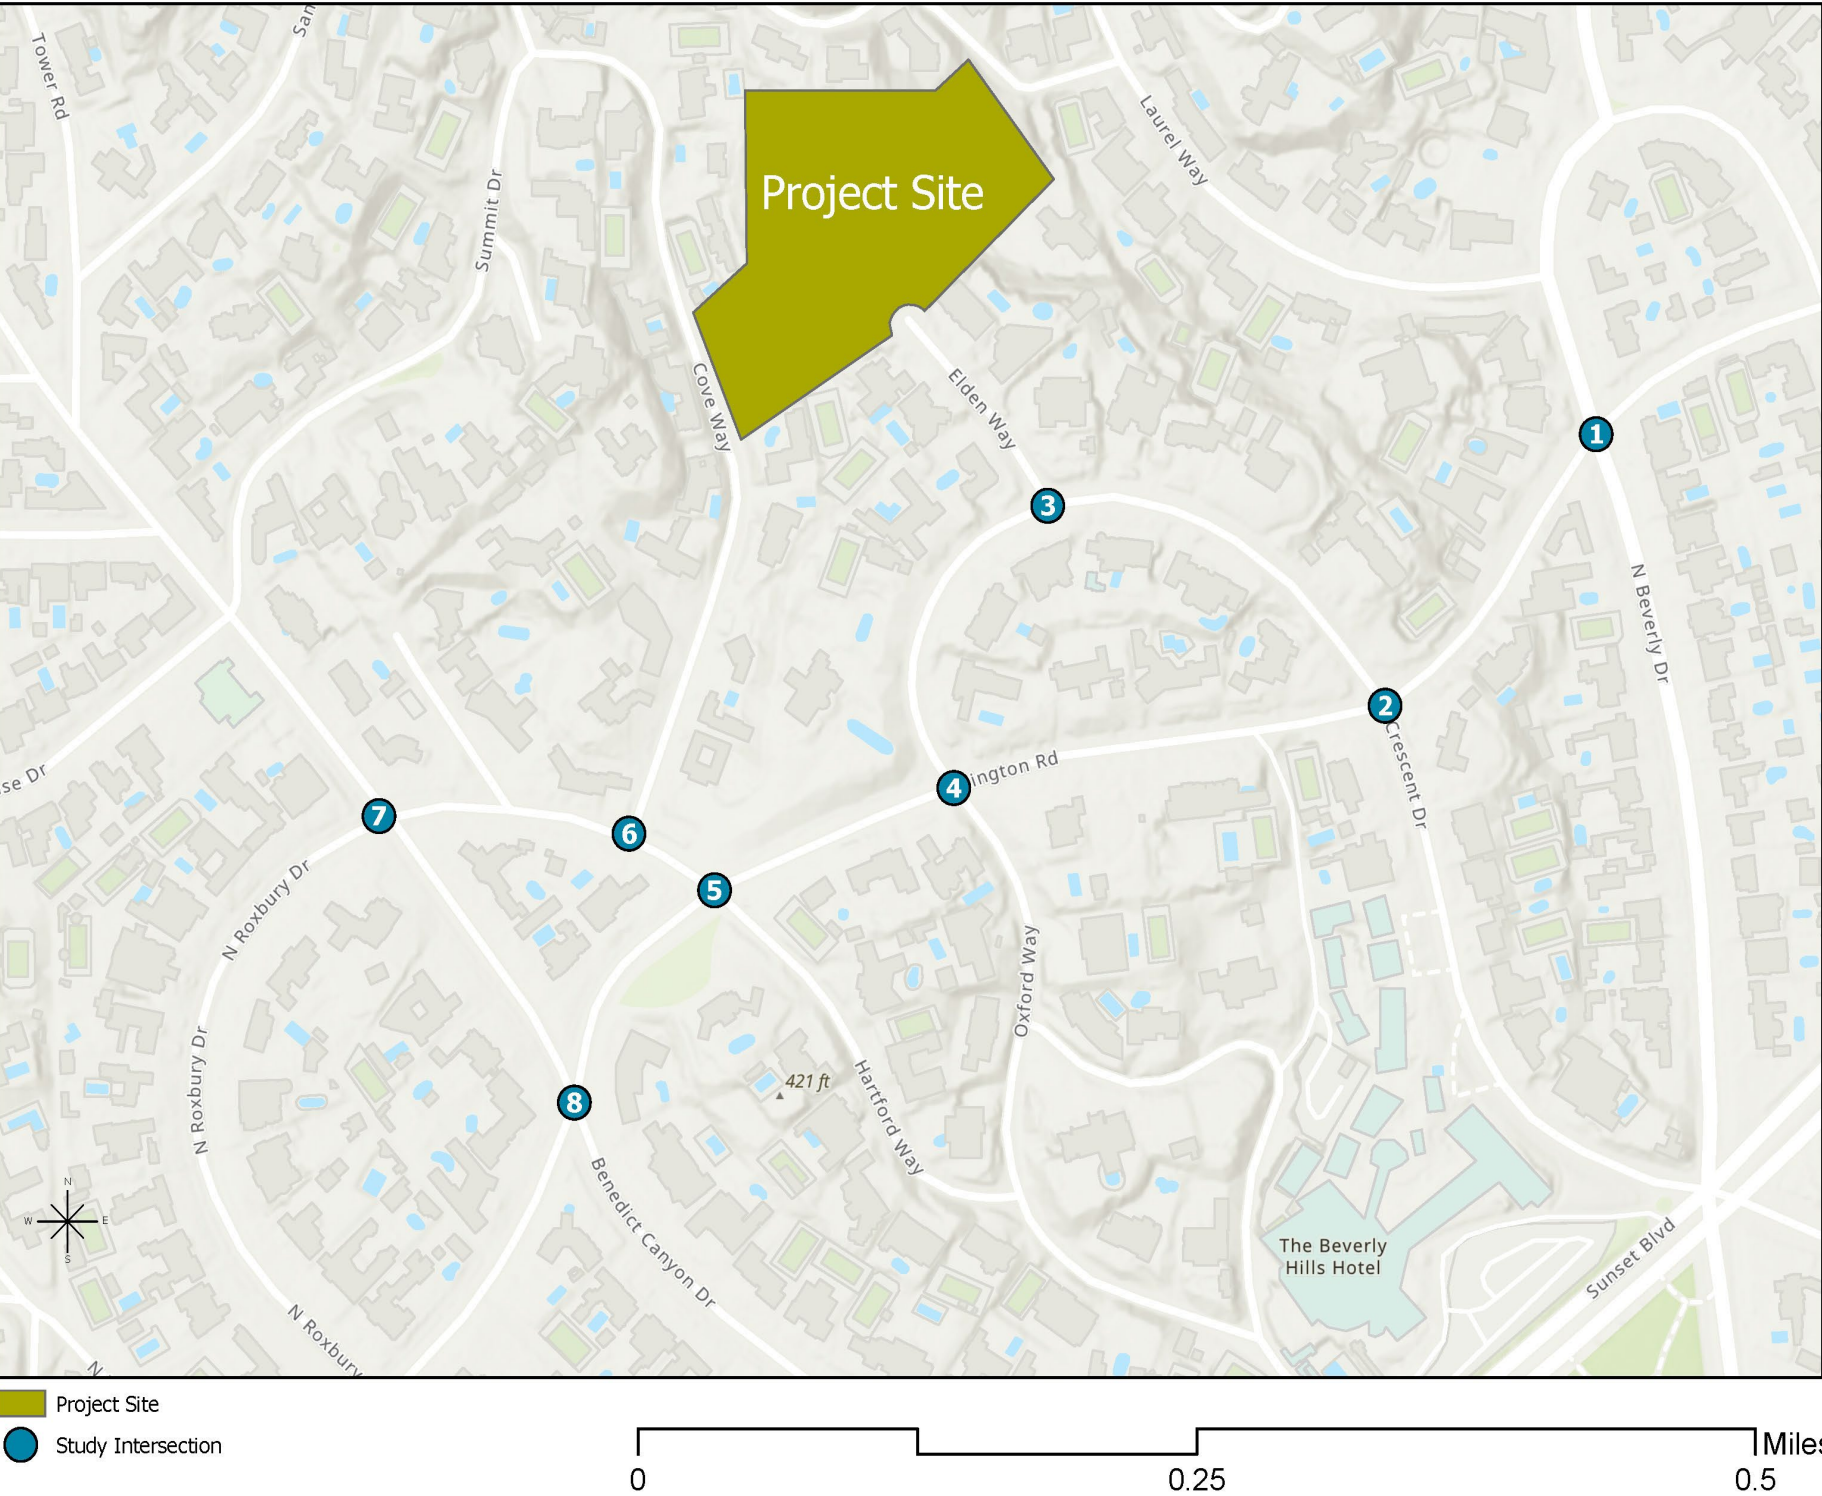 San
Tower Rd
Laurel Way
Project Site
Summit Dr
Cove Way
Elden Way
1
3
N Beverly Dr
2
Crescent Dr
ington Rd
4
se Dr
7
6
5
N Roxbury Dr
Oxford Way
N Roxbury Dr
Hartford Way
421 ft
8
Benedict Canyon Dr
N
W E
S
The Beverly
Hills Hotel
Sunset Blvd
N Roxbury
N
Project Site
Study Intersection
Miles
0 0.25 0.5